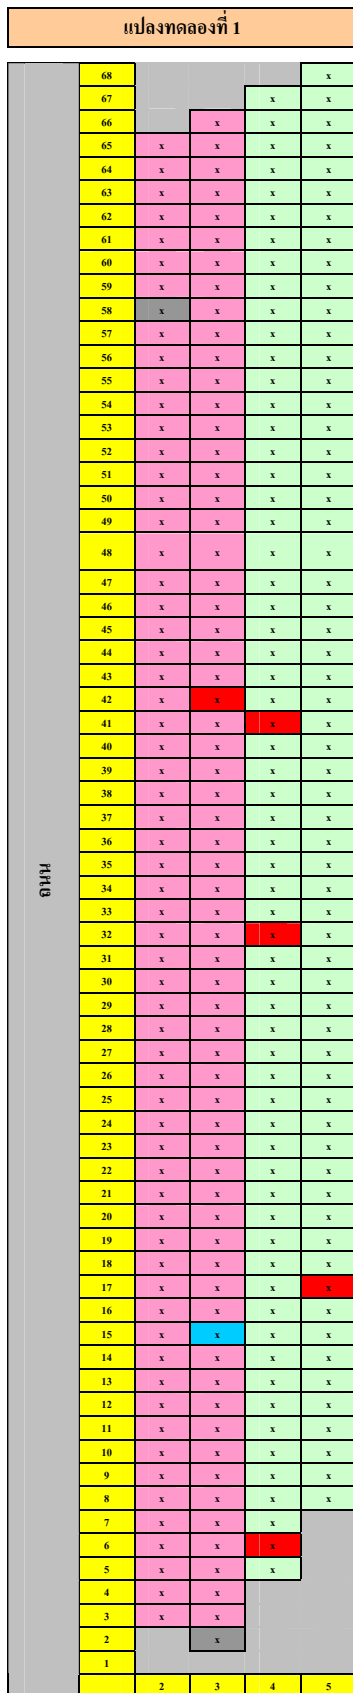 แปลงทดลองที่ 1
68 x
67 x x
66 x x x
65 x x x x
64 x x x x
63 x x x x
62 x x x x
61 x x x x
60 x x x x
59 x x x x
58 x x x x
57 x x x x
56 x x x x
55 x x x x
54 x x x x
53 x x x x
52 x x x x
51 x x x x
50 x x x x
49 x x x x
48 x x x x
47 x x x x
46 x x x x
45 x x x x
44 x x x x
43 x x x x
42 x x x x
41 x x x x
40 x x x x
39 x x x x
38 x x x x
37 x x x x
36 x x x x
35 x x x x
ถนน
34 x x x x
33 x x x x
32 x x x x
31 x x x x
30 x x x x
29 x x x x
28 x x x x
27 x x x x
26 x x x x
25 x x x x
24 x x x x
23 x x x x
22 x x x x
21 x x x x
20 x x x x
19 x x x x
18 x x x x
17 x x x x
16 x x x x
15 x x x x
14 x x x x
13 x x x x
12 x x x x
11 x x x x
10 x x x x
9 x x x x
8 x x x x
7 x x x
6 x x x
5 x x x
4 x x
3 x x
2 x
1
2 3 4 5